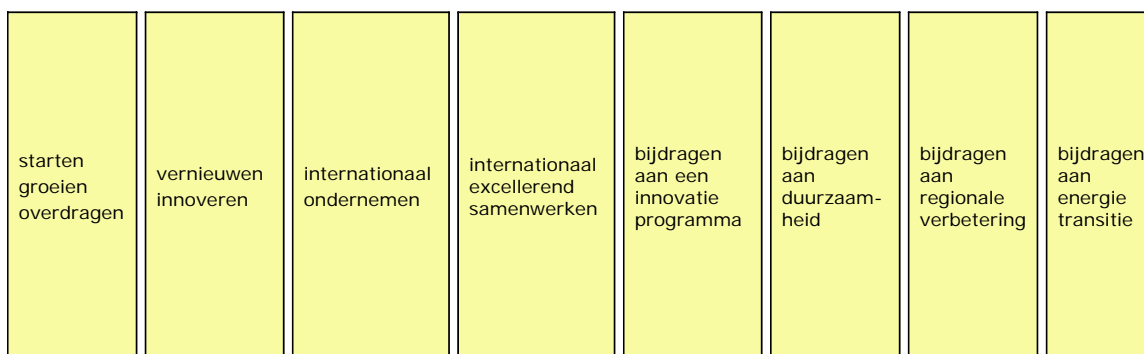 starten
groeien
overdragen
vernieuwen
innoveren
internationaal
ondernemen
internationaal
excellerend
samenwerken
bijdragen
aan een
innovatie
programma
bijdragen
aan
duurzaam-
heid
bijdragen
aan
regionale
verbetering
bijdragen
aan
energie
transitie